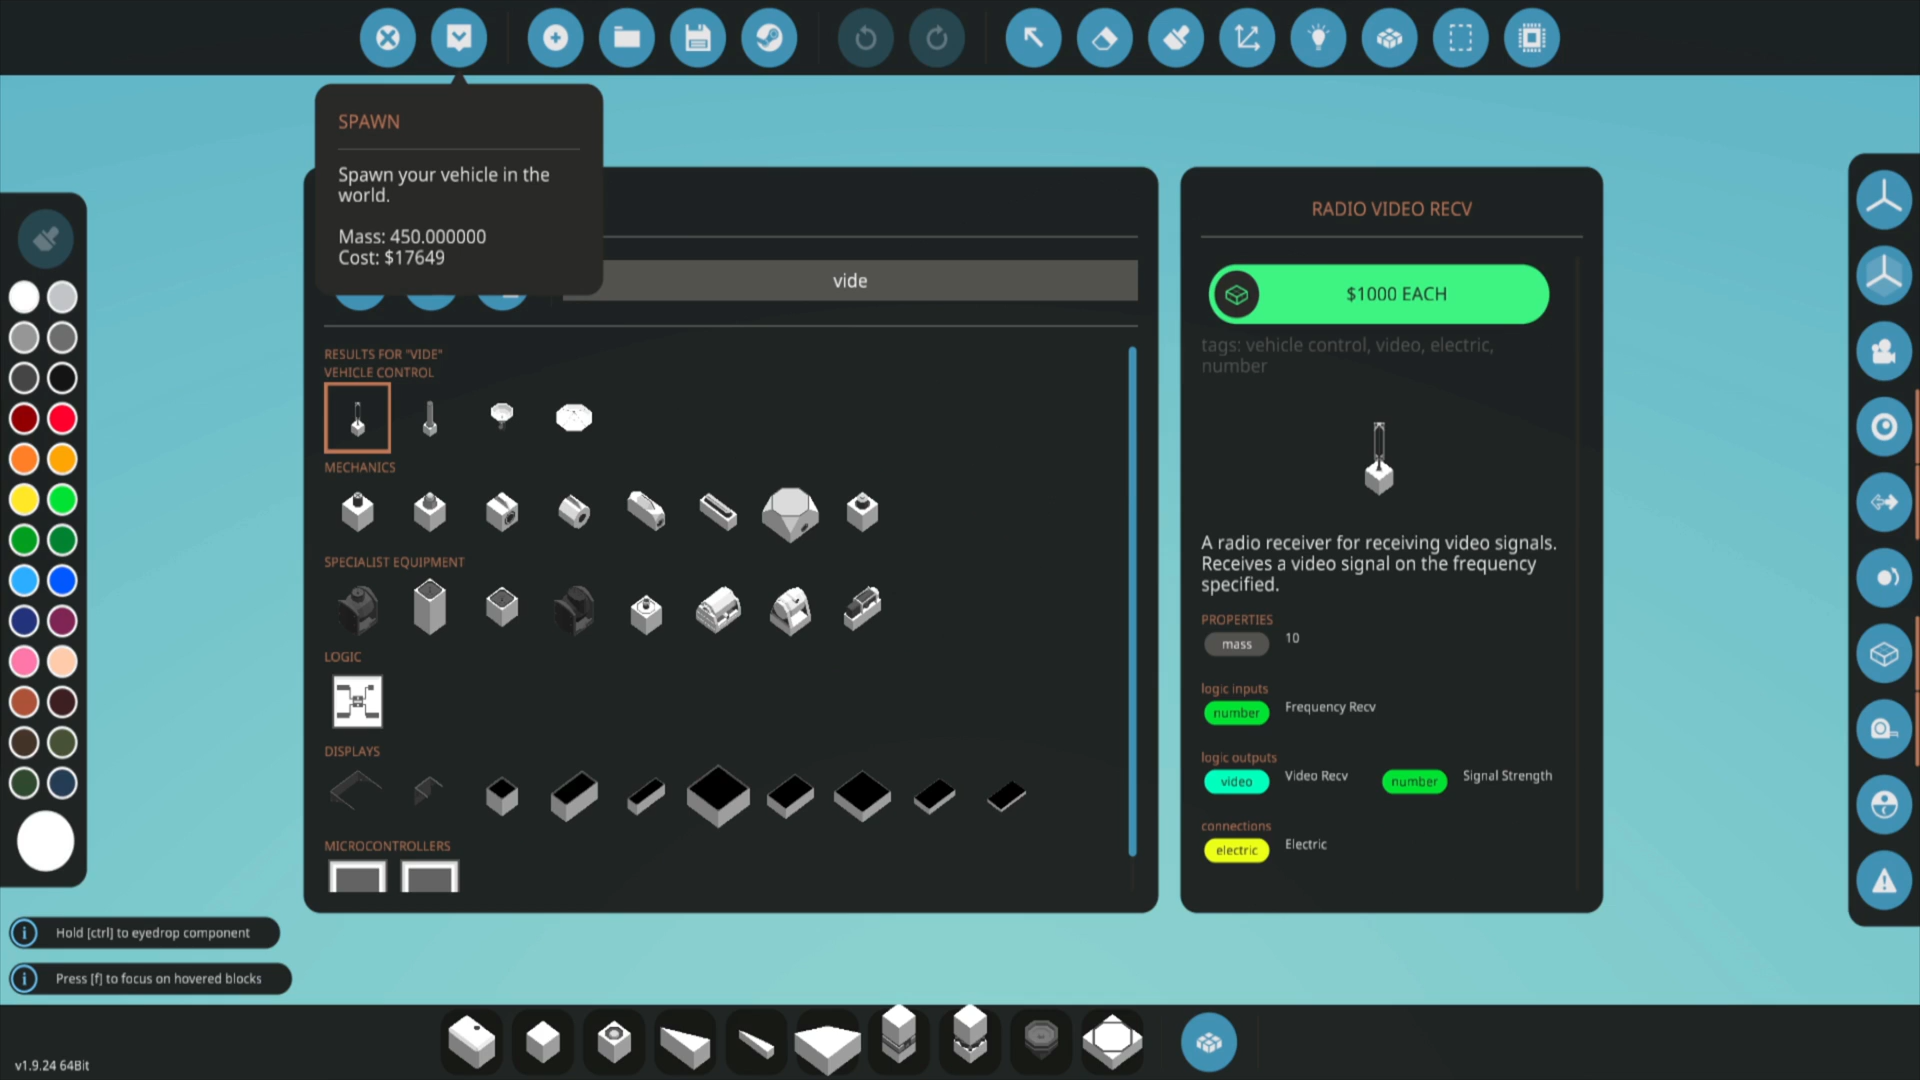 SPAWN
Spawn your vehicle in the
world.
Mass: 450.000000
Cost: $17649
vide
RESULTS FOR "VIDE"
VEHICLE CONTROL
MECHANICS
SPECIALIST EQUIPMENT
LOGIC
DISPLAYS
MICROCONTROLLERS
RADIO VIDEO RECV
$1000 EACH
tags: vehicle control, video, electric,
number
A radio receiver for receiving video signals.
Receives a video signal on the frequency
specified.
PROPERTIES
mass 10
logic inputs
number Frequency Recv
logic outputs
video Video Recv number Signal Strength
connections
electric Electric
Hold [ctrl] to eyedrop component
Press [f] to focus on hovered blocks
v1.9.24 64Bit